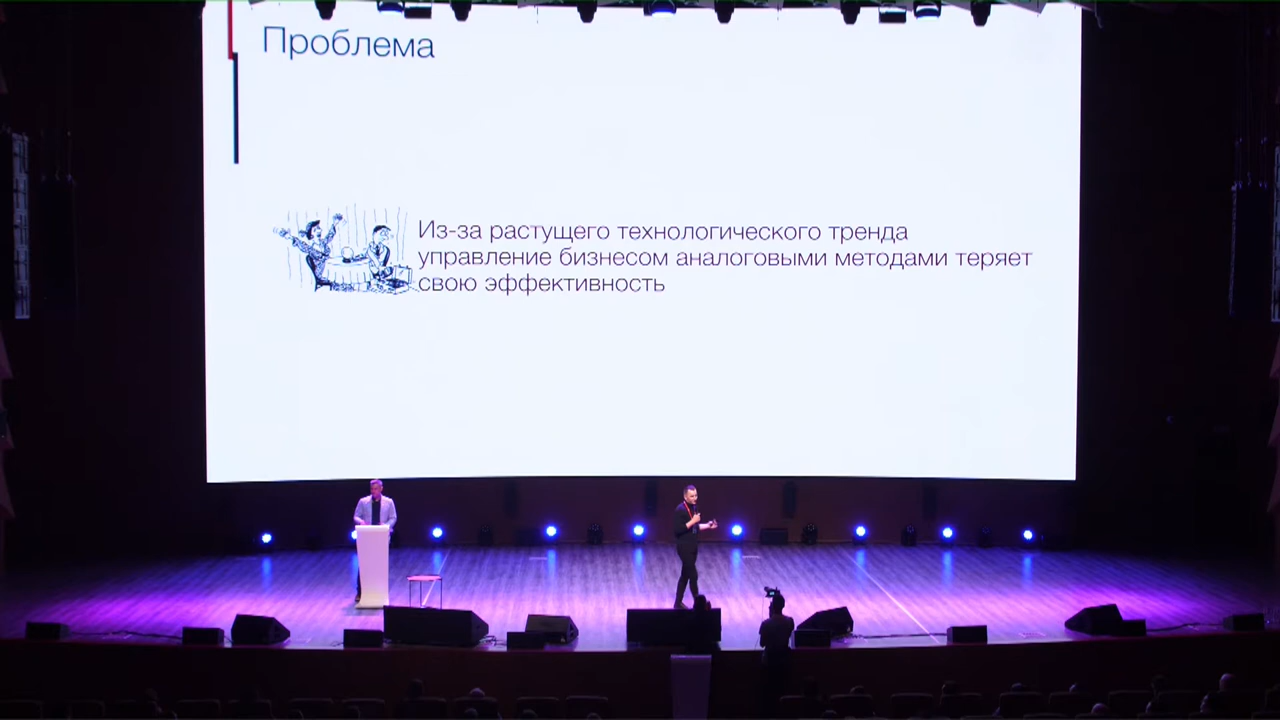 Проблема
Из-за растущего технологического тренда
управление бизнесом аналоговыми методами теряет
свою эффективность